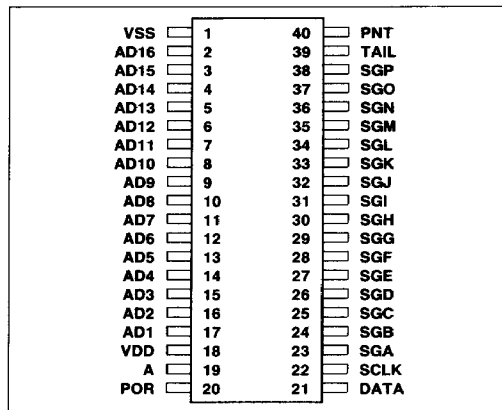 VSS 1 40 PNT
AD16 2 39 TAIL
AD15 3 38 SGP
AD14 4 37 SGO
AD13 5 36 SGN
AD12 6 35 SGM
AD11 7 34 SGL
AD10 8 33 SGK
AD9 9 32 SGJ
AD8 10 31 SGI
AD7 11 30 SGH
AD6 12 29 SGG
AD5 13 28 SGF
AD4 14 27 SGE
AD3 15 26 SGD
AD2 16 25 SGC
AD1 17 24 SGB
VDD 18 23 SGA
A 19 22 SCLK
POR 20 21 DATA